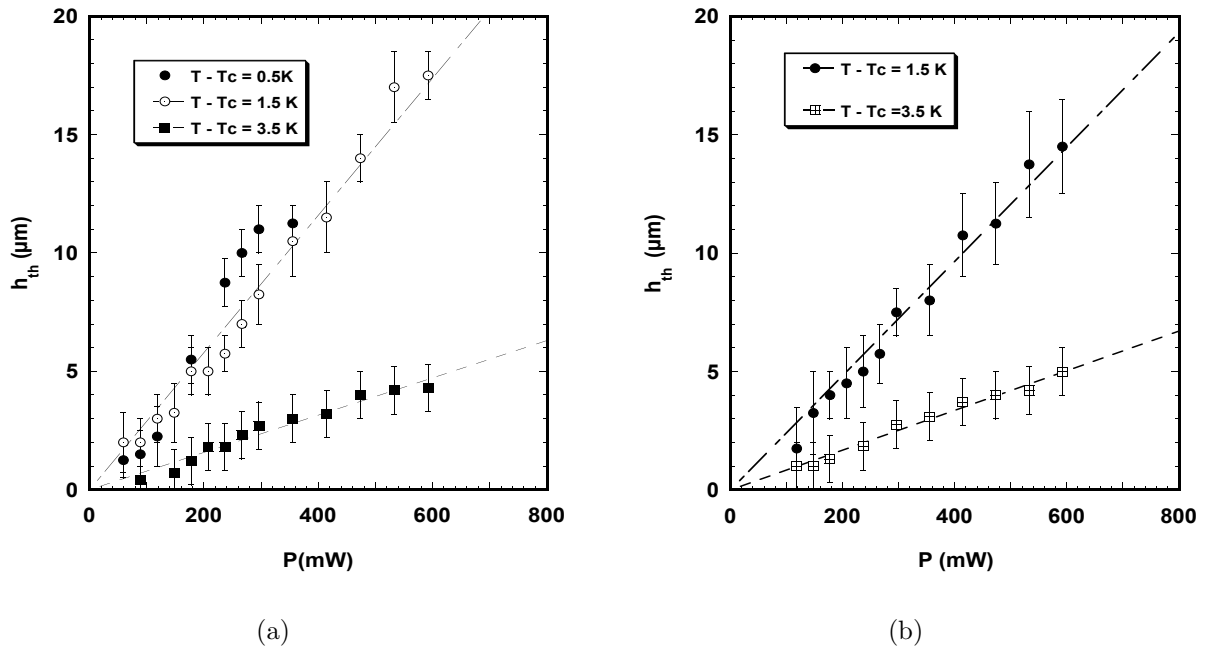 20
15
10
5
0
h_th (µm)
T - Tc = 0.5K
T - Tc = 1.5 K
T - Tc = 3.5 K
0 200 400 600 800
P(mW)
(a)
20
15
10
5
0
h_th (µm)
T - Tc = 1.5 K
T - Tc =3.5 K
0 200 400 600 800
P (mW)
(b)